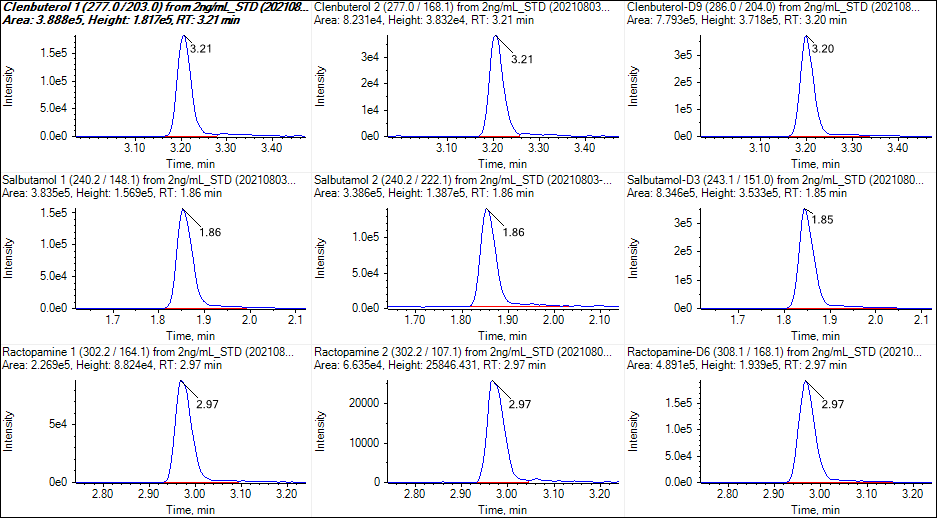 Clenbuterol 1 (277.0 / 203.0) from 2ng/mL_STD (202108...
Area: 3.888e5, Height: 1.817e5, RT: 3.21 min
1.5e5
1.0e5
5.0e4
0.0e0
Intensity
3.21
3.10 3.20 3.30 3.40
Time, min
Clenbuterol 2 (277.0 / 168.1) from 2ng/mL_STD (20210803...
Area: 8.231e4, Height: 3.832e4, RT: 3.21 min
3e4
2e4
1e4
0e0
Intensity
3.21
3.10 3.20 3.30 3.40
Time, min
Clenbuterol-D9 (286.0 / 204.0) from 2ng/mL_STD (202108...
Area: 7.793e5, Height: 3.718e5, RT: 3.20 min
3e5
2e5
1e5
0e0
Intensity
3.20
3.10 3.20 3.30 3.40
Time, min
Salbutamol 1 (240.2 / 148.1) from 2ng/mL_STD (20210803...
Area: 3.835e5, Height: 1.569e5, RT: 1.86 min
1.5e5
1.0e5
5.0e4
0.0e0
Intensity
1.86
1.7 1.8 1.9 2.0 2.1
Time, min
Salbutamol 2 (240.2 / 222.1) from 2ng/mL_STD (20210803-...
Area: 3.386e5, Height: 1.387e5, RT: 1.86 min
1.0e5
5.0e4
0.0e0
Intensity
1.86
1.70 1.80 1.90 2.00 2.10
Time, min
Salbutamol-D3 (243.1 / 151.0) from 2ng/mL_STD (2021080...
Area: 8.346e5, Height: 3.533e5, RT: 1.85 min
3e5
2e5
1e5
0e0
Intensity
1.85
1.7 1.8 1.9 2.0 2.1
Time, min
Ractopamine 1 (302.2 / 164.1) from 2ng/mL_STD (202108...
Area: 2.269e5, Height: 8.824e4, RT: 2.97 min
5e4
0e0
Intensity
2.97
2.80 2.90 3.00 3.10 3.20
Time, min
Ractopamine 2 (302.2 / 107.1) from 2ng/mL_STD (2021080...
Area: 6.635e4, Height: 25846.431, RT: 2.97 min
20000
10000
0
Intensity
2.97
2.80 2.90 3.00 3.10 3.20
Time, min
Ractopamine-D6 (308.1 / 168.1) from 2ng/mL_STD (20210...
Area: 4.891e5, Height: 1.939e5, RT: 2.97 min
1.5e5
1.0e5
5.0e4
0.0e0
Intensity
2.97
2.80 2.90 3.00 3.10 3.20
Time, min